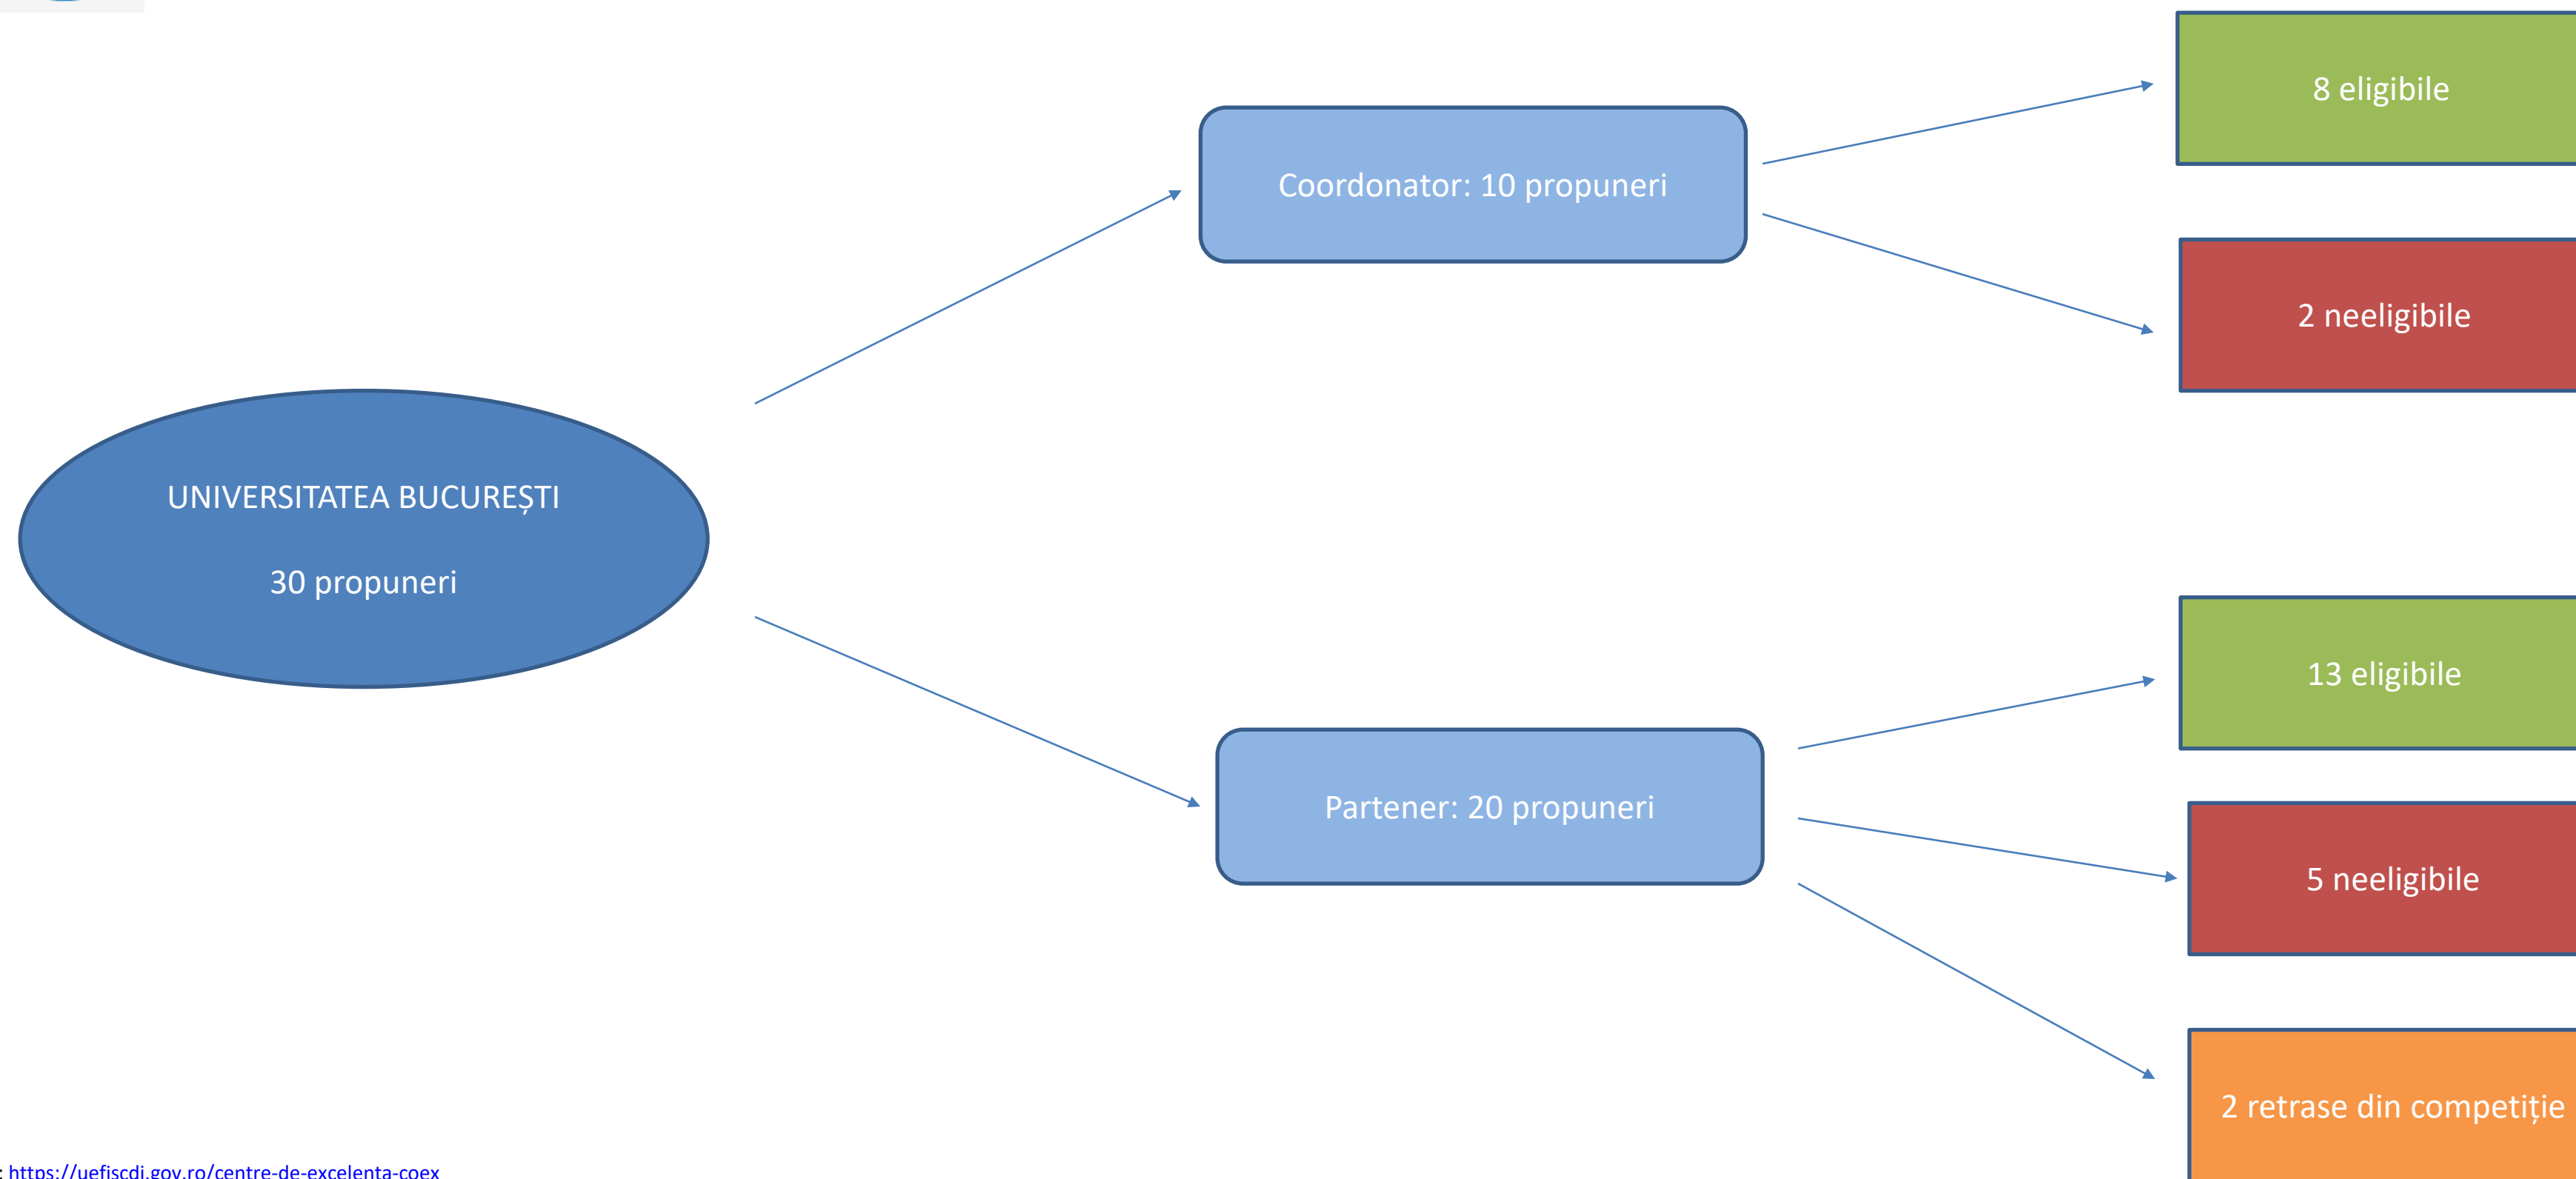 8 eligibile
Coordonator: 10 propuneri
2 neeligibile
UNIVERSITATEA BUCUREȘTI
30 propuneri
13 eligibile
Partener: 20 propuneri
5 neeligibile
2 retrase din competiție
: https://uefiscdi.gov.ro/centre-de-excelenta-coex